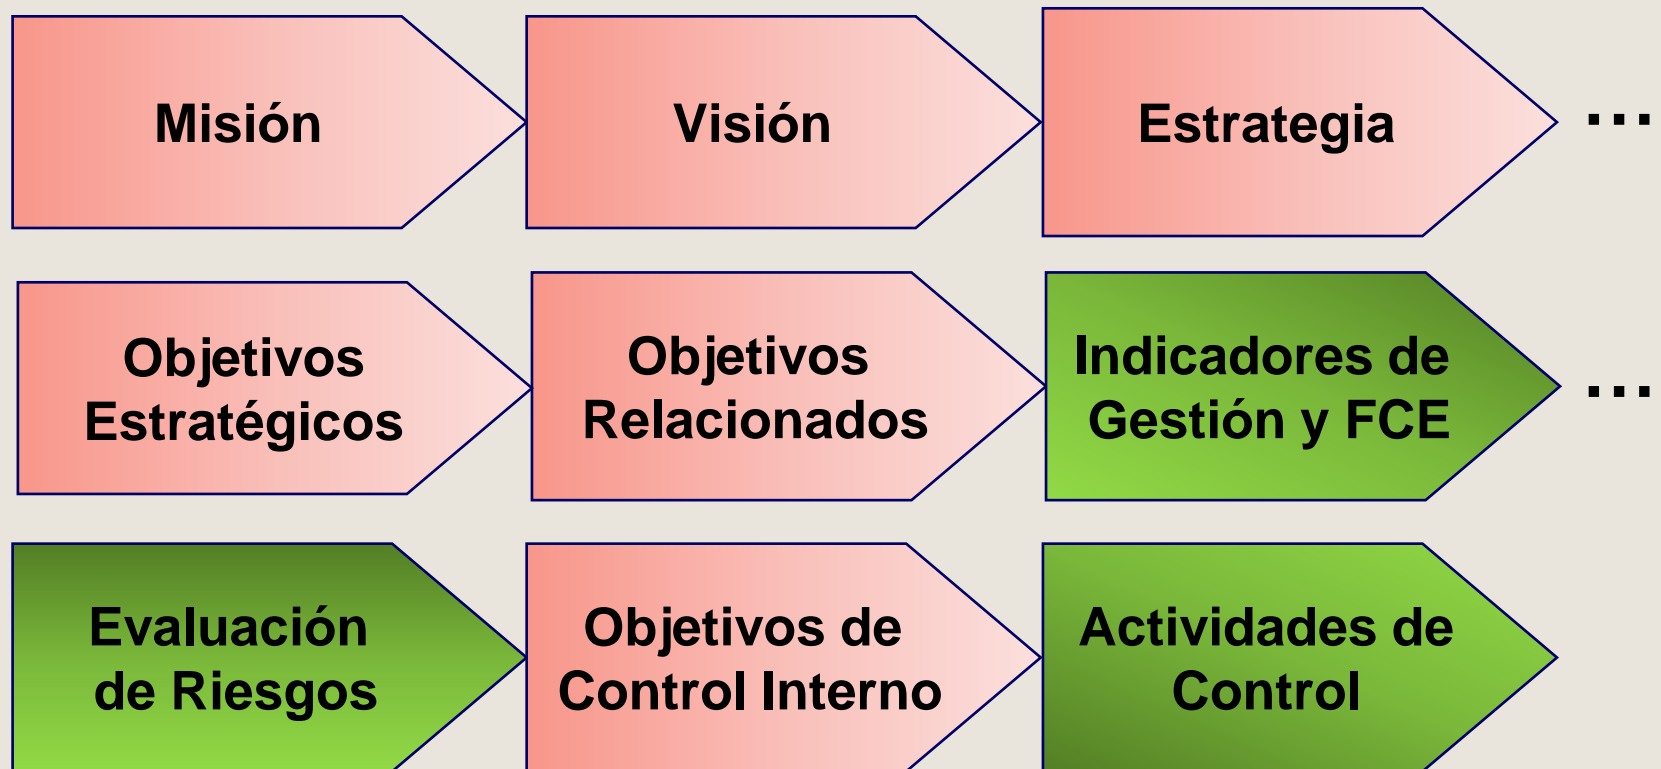 Misión
Visión
Estrategia
...
Objetivos
Estratégicos
Objetivos
Relacionados
Indicadores de
Gestión y FCE
...
Evaluación
de Riesgos
Objetivos de
Control Interno
Actividades de
Control